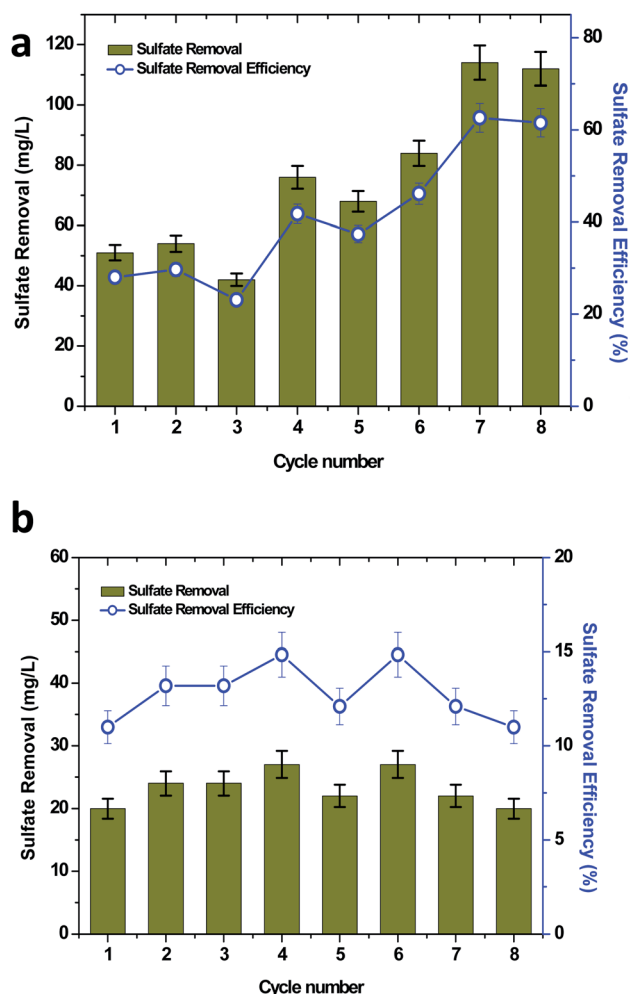 a
Sulfate Removal
Sulfate Removal Efficiency
Sulfate Removal (mg/L)
0
20
40
60
80
100
120
Sulfate Removal Efficiency (%)
0
20
40
60
80
1 2 3 4 5 6 7 8
Cycle number
b
Sulfate Removal
Sulfate Removal Efficiency
Sulfate Removal (mg/L)
0
10
20
30
40
50
60
Sulfate Removal Efficiency (%)
0
5
10
15
20
1 2 3 4 5 6 7 8
Cycle number